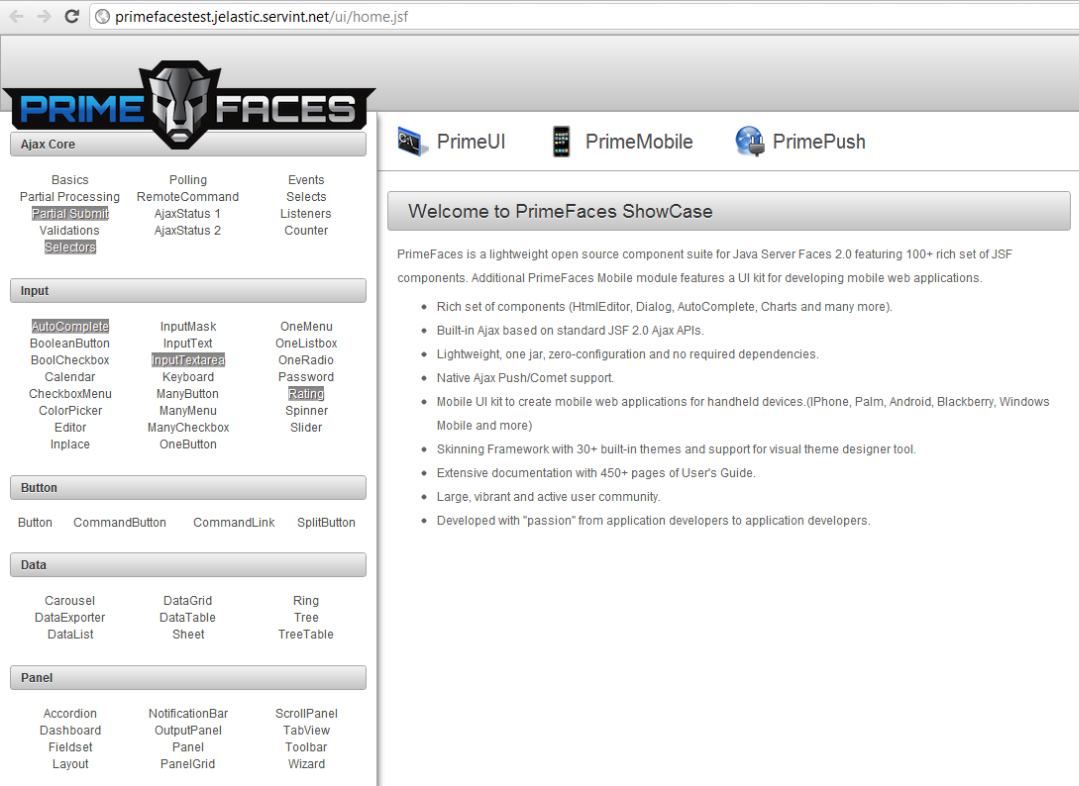 primefacestest.jelastic.servint.net/ui/home.jsf
PRIME FACES
PrimeUI PrimeMobile PrimePush
Ajax Core
Basics Polling Events
Partial Processing RemoteCommand Selects
Partial Submit AjaxStatus 1 Listeners
Validations AjaxStatus 2 Counter
Selectors
Input
AutoComplete InputMask OneMenu
BooleanButton InputText OneListbox
BoolCheckbox InputTextarea OneRadio
Calendar Keyboard Password
CheckboxMenu ManyButton Rating
ColorPicker ManyMenu Spinner
Editor ManyCheckbox Slider
Inplace OneButton
Button
Button CommandButton CommandLink SplitButton
Data
Carousel DataGrid Ring
DataExporter DataTable Tree
DataList Sheet TreeTable
Panel
Accordion NotificationBar ScrollPanel
Dashboard OutputPanel TabView
Fieldset Panel Toolbar
Layout PanelGrid Wizard
Welcome to PrimeFaces ShowCase
PrimeFaces is a lightweight open source component suite for Java Server Faces 2.0 featuring 100+ rich set of JSF
components. Additional PrimeFaces Mobile module features a UI kit for developing mobile web applications.
• Rich set of components (HtmlEditor, Dialog, AutoComplete, Charts and many more).
• Built-in Ajax based on standard JSF 2.0 Ajax APIs.
• Lightweight, one jar, zero-configuration and no required dependencies.
• Native Ajax Push/Comet support.
• Mobile UI kit to create mobile web applications for handheld devices.(IPhone, Palm, Android, Blackberry, Windows
Mobile and more)
• Skinning Framework with 30+ built-in themes and support for visual theme designer tool.
• Extensive documentation with 450+ pages of User's Guide.
• Large, vibrant and active user community.
• Developed with "passion" from application developers to application developers.